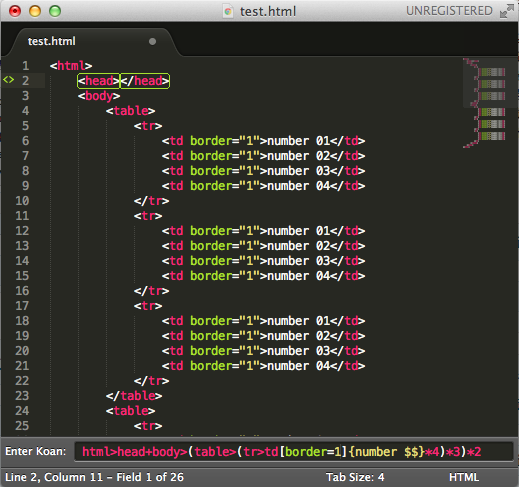 test.html
UNREGISTERED
test.html
1 <html>
2 <head></head>
3 <body>
4 <table>
5 <tr>
6 <td border="1">number 01</td>
7 <td border="1">number 02</td>
8 <td border="1">number 03</td>
9 <td border="1">number 04</td>
10 </tr>
11 <tr>
12 <td border="1">number 01</td>
13 <td border="1">number 02</td>
14 <td border="1">number 03</td>
15 <td border="1">number 04</td>
16 </tr>
17 <tr>
18 <td border="1">number 01</td>
19 <td border="1">number 02</td>
20 <td border="1">number 03</td>
21 <td border="1">number 04</td>
22 </tr>
23 </table>
24 <table>
25 <tr>
Enter Koan: html>head+body>(table>(tr>td[border=1]{number $$}*4)*3)*2
Line 2, Column 11 – Field 1 of 26
Tab Size: 4
HTML